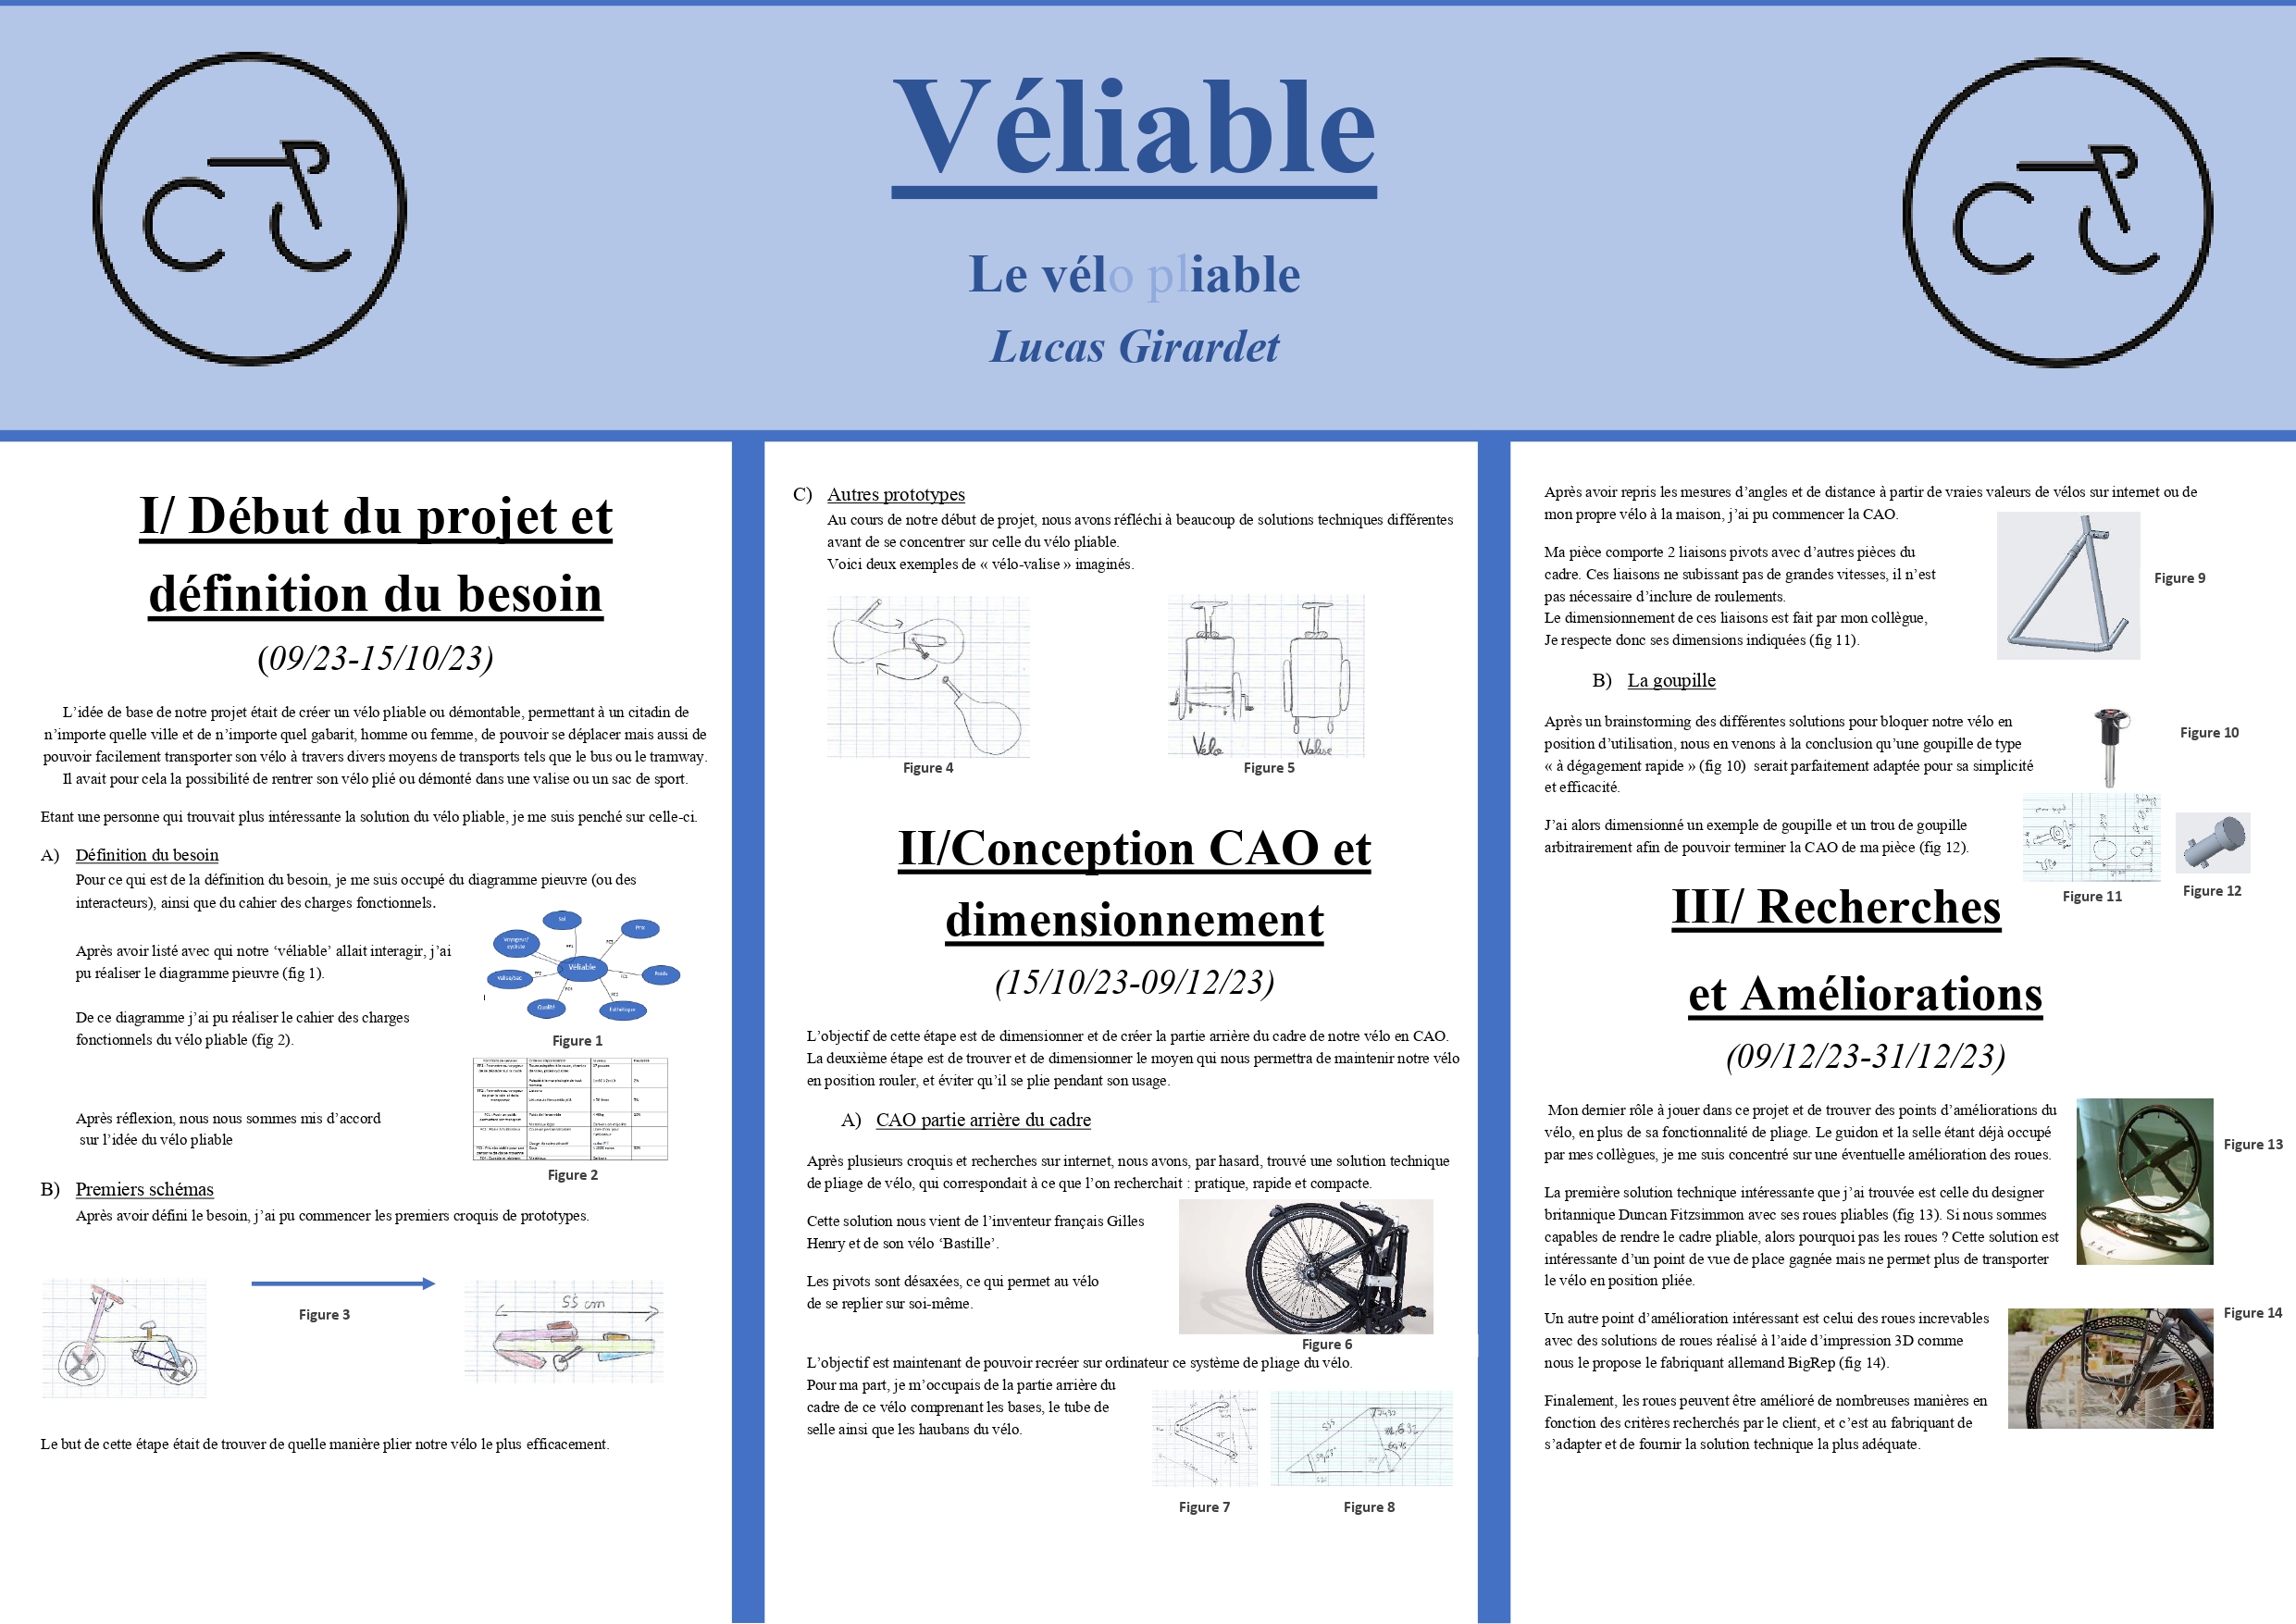 Véliable
Le vélo pliable
Lucas Girardet
I/ Début du projet et
définition du besoin
(09/23-15/10/23)
L’idée de base de notre projet était de créer un vélo pliable ou démontable, permettant à un citadin de
n’importe quelle ville et de n’importe quel gabarit, homme ou femme, de pouvoir se déplacer mais aussi de
pouvoir facilement transporter son vélo à travers divers moyens de transports tels que le bus ou le tramway.
Il avait pour cela la possibilité de rentrer son vélo plié ou démonté dans une valise ou un sac de sport.
Etant une personne qui trouvait plus intéressante la solution du vélo pliable, je me suis penché sur celle-ci.
A) Définition du besoin
Pour ce qui est de la définition du besoin, je me suis occupé du diagramme pieuvre (ou des
interacteurs), ainsi que du cahier des charges fonctionnels.
Après avoir listé avec qui notre ‘véliable’ allait interagir, j’ai
pu réaliser le diagramme pieuvre (fig 1).
De ce diagramme j’ai pu réaliser le cahier des charges
fonctionnels du vélo pliable (fig 2).
Sol
Prix
Voyageur/
cycliste
Véliable
Valise/sac
Poids
Qualité
Esthétique
Figure 1
Figure 2
Après réflexion, nous nous sommes mis d’accord
sur l’idée du vélo pliable
B) Premiers schémas
Après avoir défini le besoin, j’ai pu commencer les premiers croquis de prototypes.
55 cm
Figure 3
Le but de cette étape était de trouver de quelle manière plier notre vélo le plus efficacement.
C) Autres prototypes
Au cours de notre début de projet, nous avons réfléchi à beaucoup de solutions techniques différentes
avant de se concentrer sur celle du vélo pliable.
Voici deux exemples de « vélo-valise » imaginés.
Vélo
Valise
Figure 4
Figure 5
II/Conception CAO et
dimensionnement
(15/10/23-09/12/23)
L’objectif de cette étape est de dimensionner et de créer la partie arrière du cadre de notre vélo en CAO.
La deuxième étape est de trouver et de dimensionner le moyen qui nous permettra de maintenir notre vélo
en position rouler, et éviter qu’il se plie pendant son usage.
A) CAO partie arrière du cadre
Après plusieurs croquis et recherches sur internet, nous avons, par hasard, trouvé une solution technique
de pliage de vélo, qui correspondait à ce que l’on recherchait : pratique, rapide et compacte.
Cette solution nous vient de l’inventeur français Gilles
Henry et de son vélo ‘Bastille’.
Les pivots sont désaxées, ce qui permet au vélo
de se replier sur soi-même.
Figure 6
L’objectif est maintenant de pouvoir recréer sur ordinateur ce système de pliage du vélo.
Pour ma part, je m’occupais de la partie arrière du
cadre de ce vélo comprenant les bases, le tube de
selle ainsi que les haubans du vélo.
Figure 7
Figure 8
Après avoir repris les mesures d’angles et de distance à partir de vraies valeurs de vélos sur internet ou de
mon propre vélo à la maison, j’ai pu commencer la CAO.
Ma pièce comporte 2 liaisons pivots avec d’autres pièces du
cadre. Ces liaisons ne subissant pas de grandes vitesses, il n’est
pas nécessaire d’inclure de roulements.
Le dimensionnement de ces liaisons est fait par mon collègue,
Je respecte donc ses dimensions indiquées (fig 11).
Figure 9
B) La goupille
Après un brainstorming des différentes solutions pour bloquer notre vélo en
position d’utilisation, nous en venons à la conclusion qu’une goupille de type
« à dégagement rapide » (fig 10) serait parfaitement adaptée pour sa simplicité
et efficacité.
Figure 10
J’ai alors dimensionné un exemple de goupille et un trou de goupille
arbitrairement afin de pouvoir terminer la CAO de ma pièce (fig 12).
Figure 11
Figure 12
III/ Recherches
et Améliorations
(09/12/23-31/12/23)
Mon dernier rôle à jouer dans ce projet et de trouver des points d’améliorations du
vélo, en plus de sa fonctionnalité de pliage. Le guidon et la selle étant déjà occupé
par mes collègues, je me suis concentré sur une éventuelle amélioration des roues.
Figure 13
La première solution technique intéressante que j’ai trouvée est celle du designer
britannique Duncan Fitzsimmon avec ses roues pliables (fig 13). Si nous sommes
capables de rendre le cadre pliable, alors pourquoi pas les roues ? Cette solution est
intéressante d’un point de vue de place gagnée mais ne permet plus de transporter
le vélo en position pliée.
Figure 14
Un autre point d’amélioration intéressant est celui des roues increvables
avec des solutions de roues réalisé à l’aide d’impression 3D comme
nous le propose le fabriquant allemand BigRep (fig 14).
Finalement, les roues peuvent être amélioré de nombreuses manières en
fonction des critères recherchés par le client, et c’est au fabriquant de
s’adapter et de fournir la solution technique la plus adéquate.